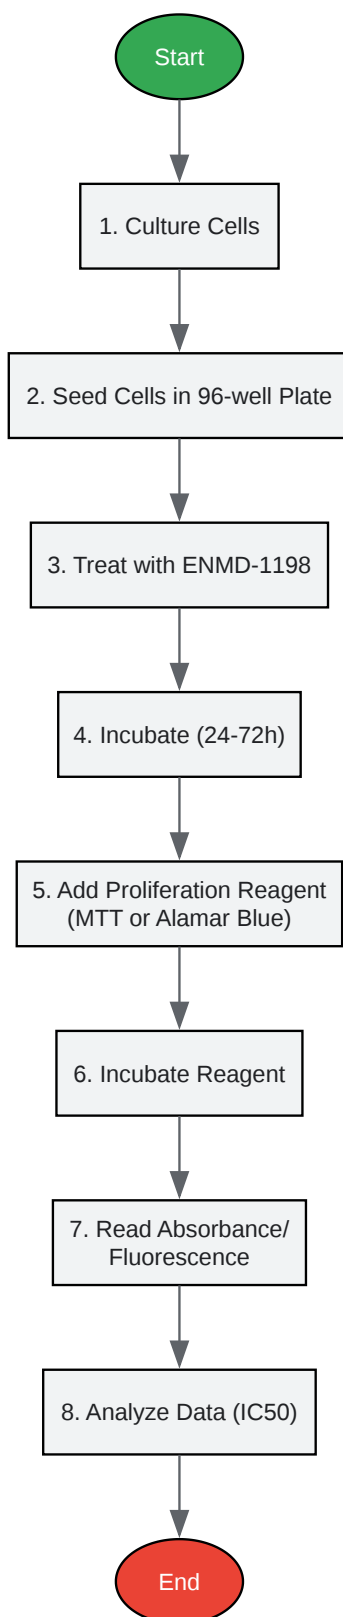 Start
1. Culture Cells
2. Seed Cells in 96-well Plate
3. Treat with ENMD-1198
4. Incubate (24-72h)
5. Add Proliferation Reagent
(MTT or Alamar Blue)
6. Incubate Reagent
7. Read Absorbance/
Fluorescence
8. Analyze Data (IC50)
End